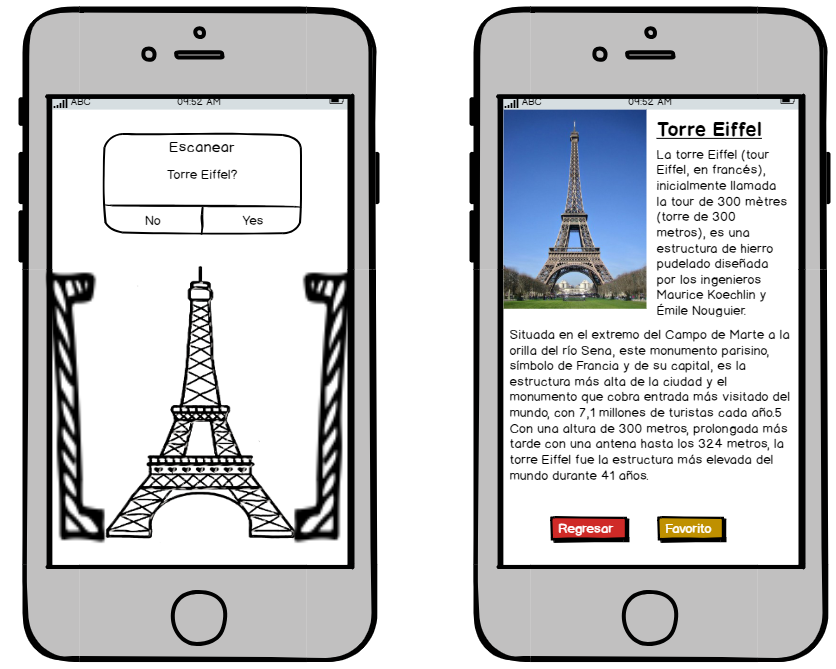 ABC 09:52 AM
Escanear
Torre Eiffel?
No Yes
ABC 09:52 AM
Torre Eiffel
La torre Eiffel (tour
Eiffel, en francés),
inicialmente llamada
la tour de 300 mètres
(torre de 300
metros), es una
estructura de hierro
pudelado diseñada
por los ingenieros
Maurice Koechlin y
Émile Nouguier.
Situada en el extremo del Campo de Marte a la
orilla del río Sena, este monumento parisino,
símbolo de Francia y de su capital, es la
estructura más alta de la ciudad y el
monumento que cobra entrada más visitado del
mundo, con 7,1 millones de turistas cada año.5
Con una altura de 300 metros, prolongada más
tarde con una antena hasta los 324 metros, la
torre Eiffel fue la estructura más elevada del
mundo durante 41 años.
Regresar Favorito